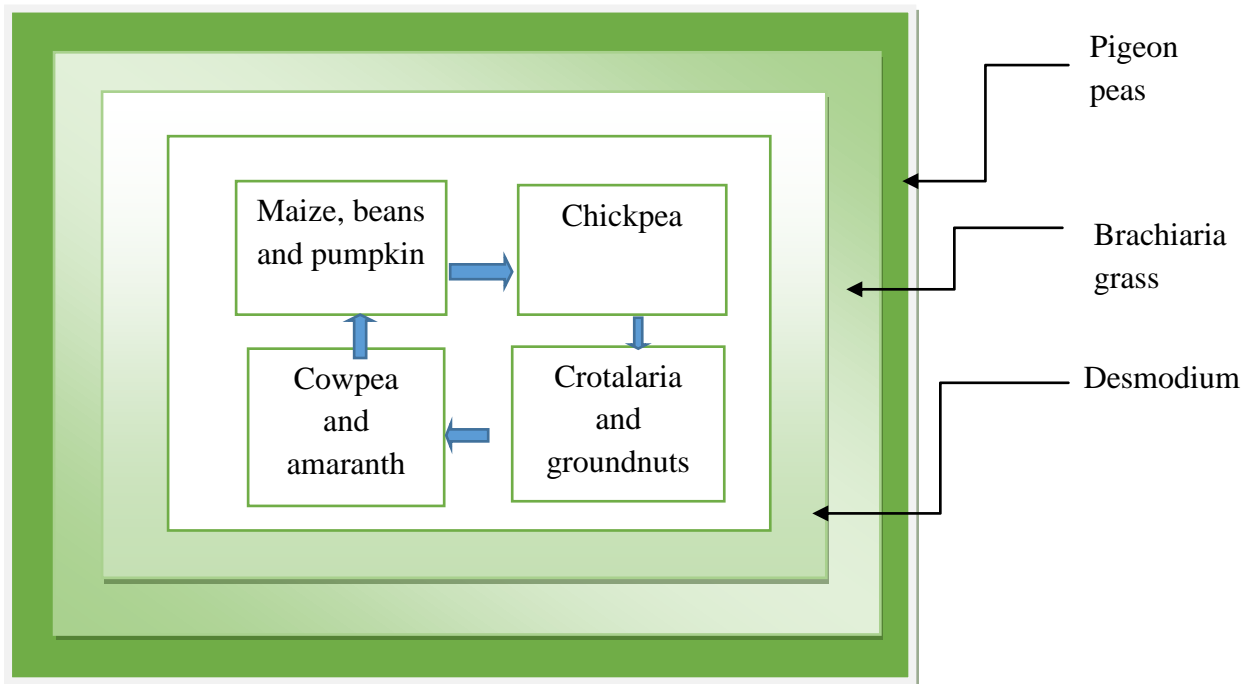 Maize, beans
and pumpkin
Chickpea
Cowpea
and
amaranth
Crotalaria
and
groundnuts
Pigeon
peas
Brachiaria
grass
Desmodium